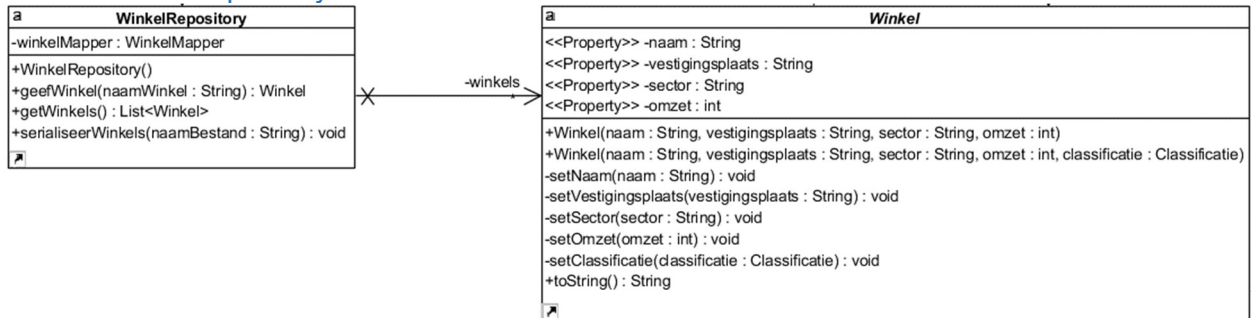 a
WinkelRepository
-winkelMapper : WinkelMapper
+WinkelRepository()
+geefWinkel(naamWinkel : String) : Winkel
+getWinkels() : List<Winkel>
+serialiseerWinkels(naamBestand : String) : void
-winkels
*
a
Winkel
<<Property>> -naam : String
<<Property>> -vestigingsplaats : String
<<Property>> -sector : String
<<Property>> -omzet : int
+Winkel(naam : String, vestigingsplaats : String, sector : String, omzet : int)
+Winkel(naam : String, vestigingsplaats : String, sector : String, omzet : int, classificatie : Classificatie)
-setNaam(naam : String) : void
-setVestigingsplaats(vestigingsplaats : String) : void
-setSector(sector : String) : void
-setOmzet(omzet : int) : void
-setClassificatie(classificatie : Classificatie) : void
+toString() : String